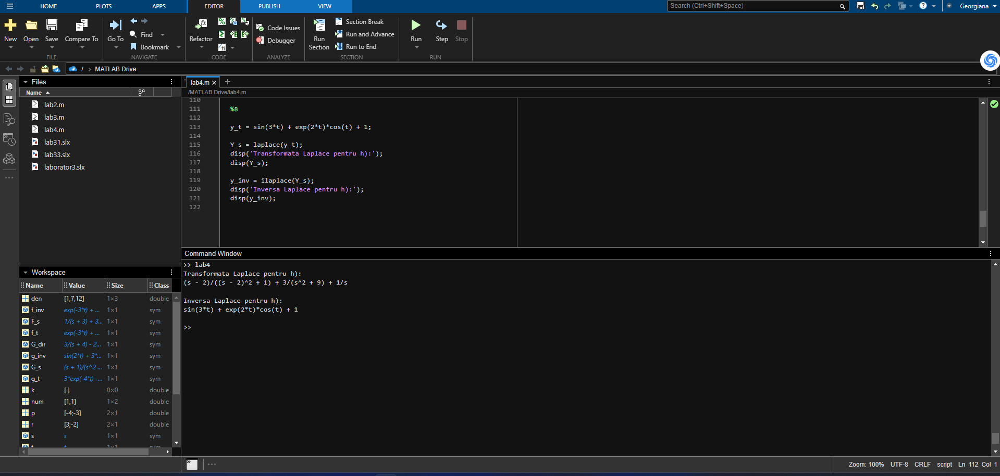 HOME PLOTS APPS EDITOR PUBLISH VIEW Search (Ctrl+Shift+Space) Georgiana
New Open Save Compare To Go To Find Bookmark Refactor Code Issues Debugger Run Section Section Break Run and Advance Run to End Run Step Stop
FILE NAVIGATE CODE ANALYZE SECTION RUN
/ > MATLAB Drive
Files
Name
lab2.m
lab3.m
lab4.m
lab31.slx
lab33.slx
laborator3.slx
Workspace
Name Value Size Class
den [1,7,12] 1×3 double
f_inv exp(-3*t) + ... 1×1 sym
F_s 1/(s + 3) + 3... 1×1 sym
f_t exp(-3*t) + ... 1×1 sym
G_dir 3/(s + 4) - 2... 1×1 sym
g_inv sin(2*t) + 3*... 1×1 sym
G_s (s + 1)/(s^2 ... 1×1 sym
g_t 3*exp(-4*t) -... 1×1 sym
k [ ] 0×0 double
num [1,1] 1×2 double
p [-4;-3] 2×1 double
r [3;-2] 2×1 double
s s 1×1 sym
t t 1×1 sym
lab4.m × +
/MATLAB Drive/lab4.m
110
111 %8
112
113 y_t = sin(3*t) + exp(2*t)*cos(t) + 1;
114
115 Y_s = laplace(y_t);
116 disp('Transformata Laplace pentru h):');
117 disp(Y_s);
118
119 y_inv = ilaplace(Y_s);
120 disp('Inversa Laplace pentru h):');
121 disp(y_inv);
122
Command Window
>> lab4
Transformata Laplace pentru h):
(s - 2)/((s - 2)^2 + 1) + 3/(s^2 + 9) + 1/s
Inversa Laplace pentru h):
sin(3*t) + exp(2*t)*cos(t) + 1
>>
Zoom: 100% UTF-8 CRLF script Ln 112 Col 1